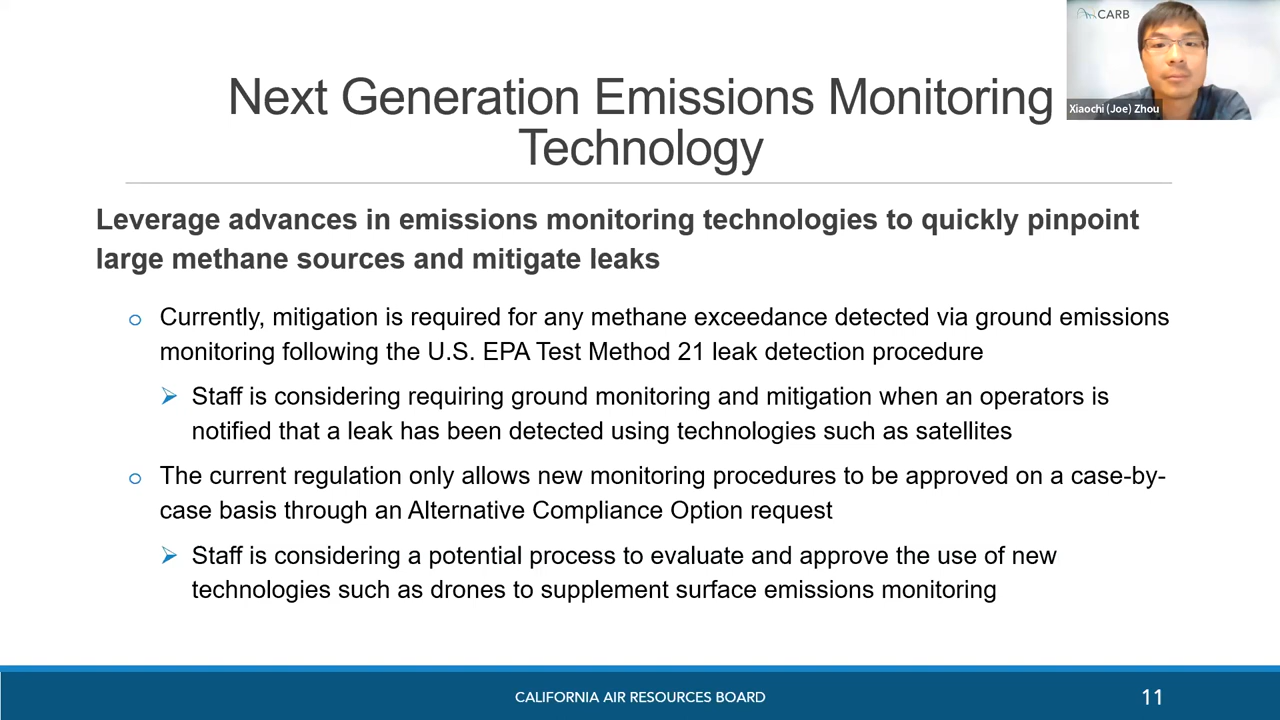 CARB
Xiaochi (Joe) Zhou
Next Generation Emissions Monitoring
Technology
Leverage advances in emissions monitoring technologies to quickly pinpoint
large methane sources and mitigate leaks
Currently, mitigation is required for any methane exceedance detected via ground emissions
monitoring following the U.S. EPA Test Method 21 leak detection procedure
Staff is considering requiring ground monitoring and mitigation when an operators is
notified that a leak has been detected using technologies such as satellites
The current regulation only allows new monitoring procedures to be approved on a case-by-
case basis through an Alternative Compliance Option request
Staff is considering a potential process to evaluate and approve the use of new
technologies such as drones to supplement surface emissions monitoring
CALIFORNIA AIR RESOURCES BOARD
11